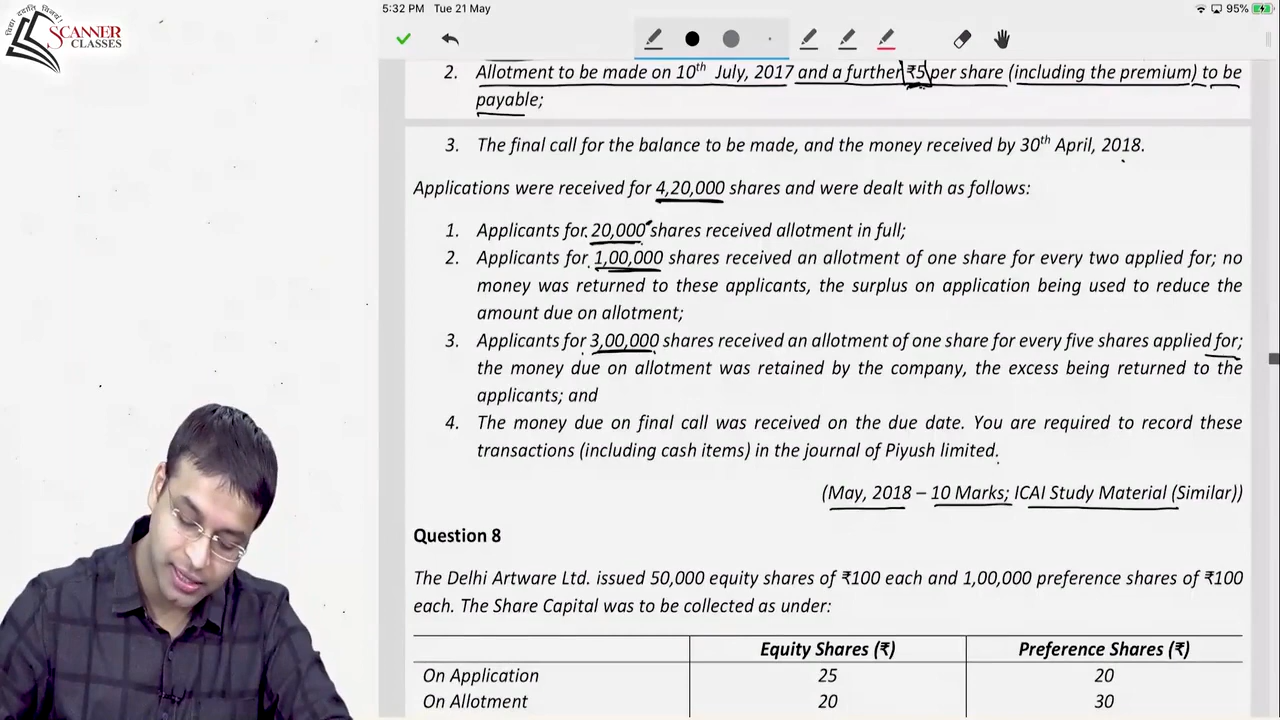 5:32 PM Tue 21 May
95%
विद्या ददाति विनयं
SCANNER
CLASSES
2. Allotment to be made on 10th July, 2017 and a further ₹5 per share (including the premium) to be
payable;
3. The final call for the balance to be made, and the money received by 30th April, 2018.
Applications were received for 4,20,000 shares and were dealt with as follows:
1. Applicants for 20,000 shares received allotment in full;
2. Applicants for 1,00,000 shares received an allotment of one share for every two applied for; no
money was returned to these applicants, the surplus on application being used to reduce the
amount due on allotment;
3. Applicants for 3,00,000 shares received an allotment of one share for every five shares applied for;
the money due on allotment was retained by the company, the excess being returned to the
applicants; and
4. The money due on final call was received on the due date. You are required to record these
transactions (including cash items) in the journal of Piyush limited.
(May, 2018 – 10 Marks; ICAI Study Material (Similar))
Question 8
The Delhi Artware Ltd. issued 50,000 equity shares of ₹100 each and 1,00,000 preference shares of ₹100
each. The Share Capital was to be collected as under:
Equity Shares (₹) Preference Shares (₹)
On Application 25 20
On Allotment 20 30